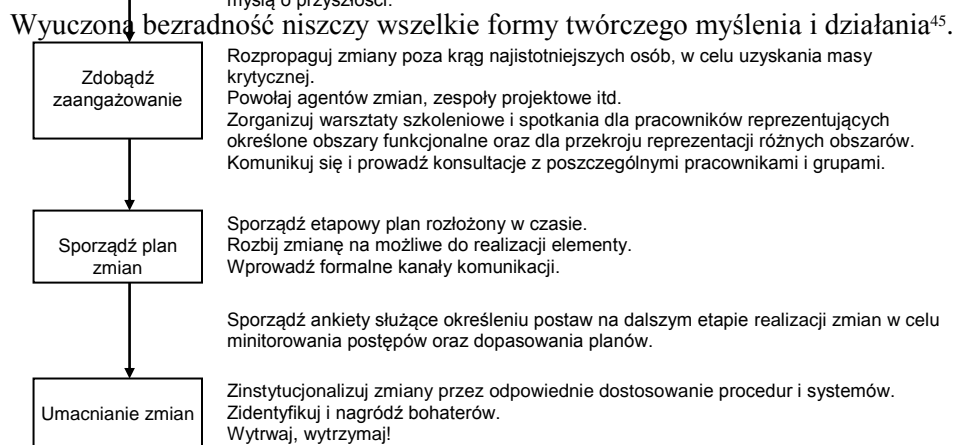 myślą o przyszłości.
Wyuczoną bezradność niszczy wszelkie formy twórczego myślenia i działania⁴⁵.
Zdobądź
zaangażowanie
Rozpropaguj zmiany poza krąg najistotniejszych osób, w celu uzyskania masy
krytycznej.
Powołaj agentów zmian, zespoły projektowe itd.
Zorganizuj warsztaty szkoleniowe i spotkania dla pracowników reprezentujących
określone obszary funkcjonalne oraz dla przekroju reprezentacji różnych obszarów.
Komunikuj się i prowadź konsultacje z poszczególnymi pracownikami i grupami.
Sporządź plan
zmian
Sporządź etapowy plan rozłożony w czasie.
Rozbij zmianę na możliwe do realizacji elementy.
Wprowadź formalne kanały komunikacji.
Sporządź ankiety służące określeniu postaw na dalszym etapie realizacji zmian w celu
minitorowania postępów oraz dopasowania planów.
Umacnianie zmian
Zinstytucjonalizuj zmiany przez odpowiednie dostosowanie procedur i systemów.
Zidentyfikuj i nagródź bohaterów.
Wytrwaj, wytrzymaj!